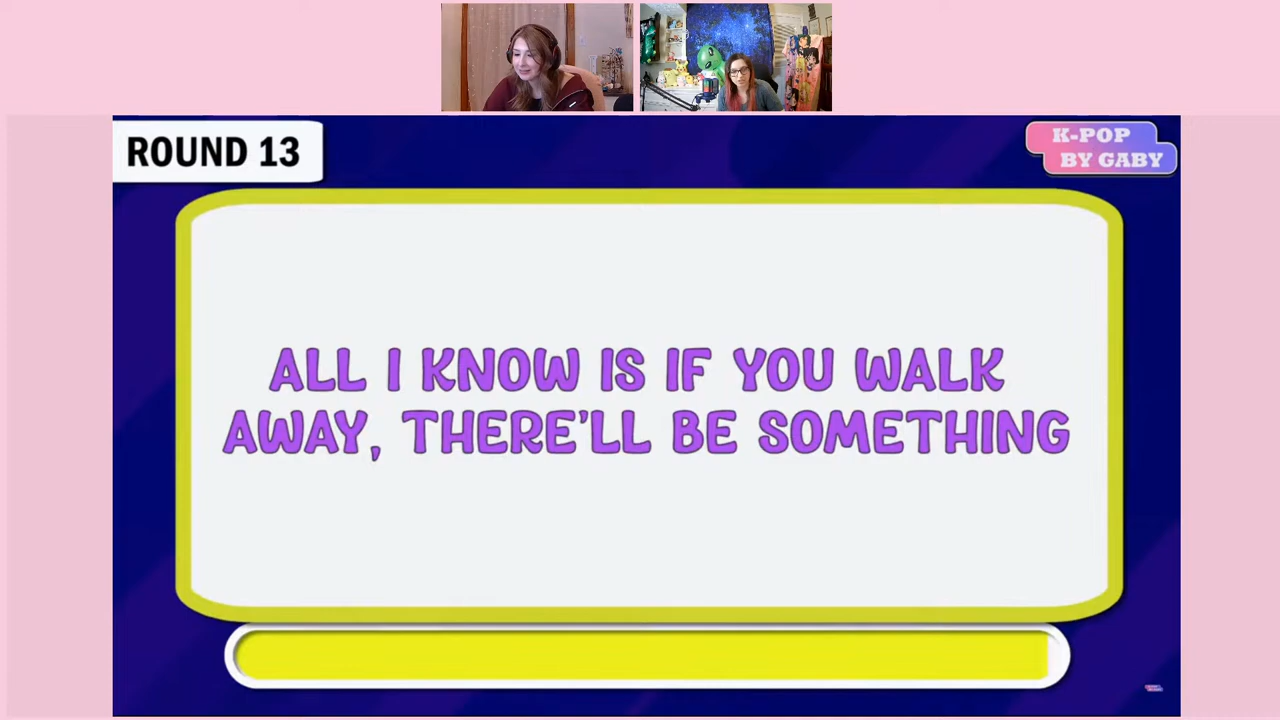 ROUND 13
K-POP
BY GABY
ALL I KNOW IS IF YOU WALK
AWAY, THERE'LL BE SOMETHING